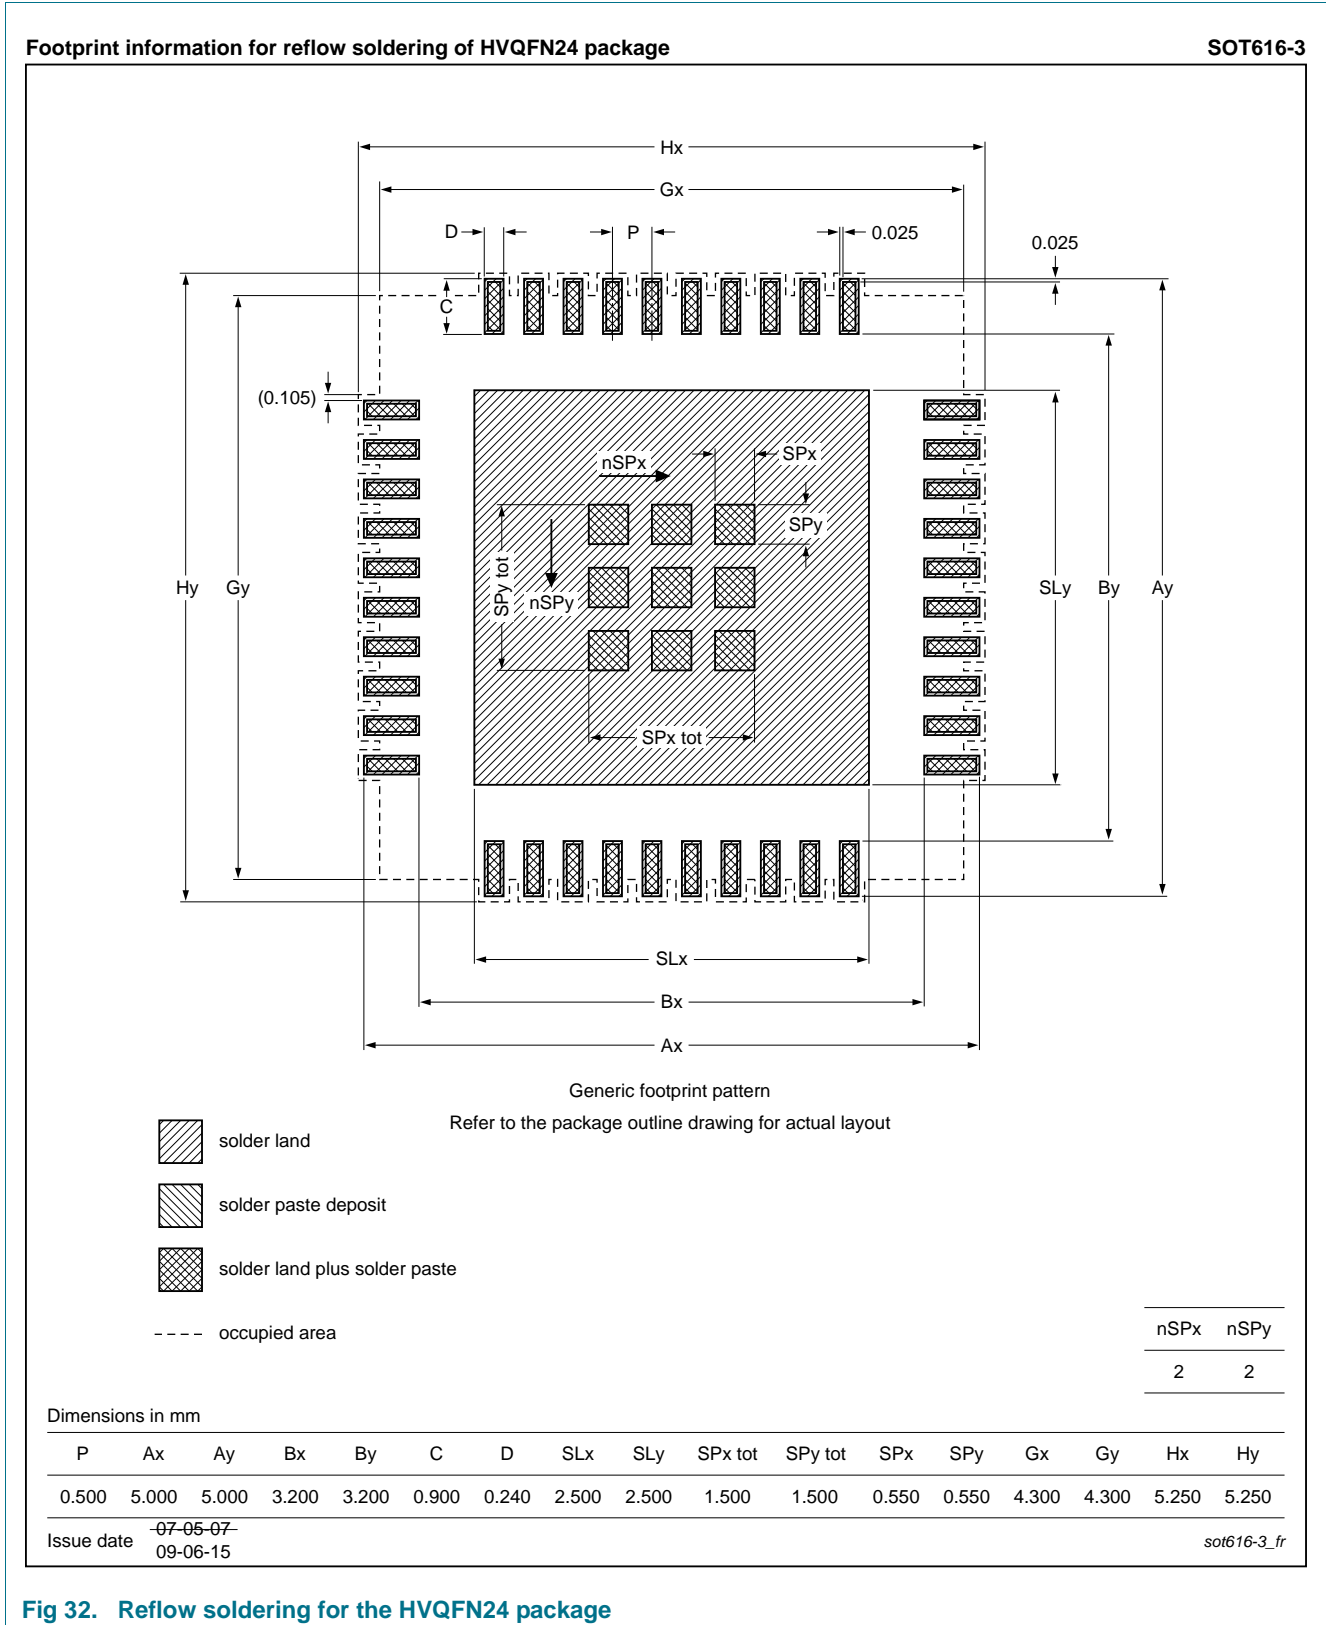 Footprint information for reflow soldering of HVQFN24 package SOT616-3
Hx
Gx
D P 0.025
0.025
C
(0.105)
nSPx SPx
SPy
SPy tot
nSPy
Hy Gy SLy By Ay
SPx tot
SLx
Bx
Ax
Generic footprint pattern
Refer to the package outline drawing for actual layout
solder land
solder paste deposit
solder land plus solder paste
occupied area
nSPx nSPy
2 2
Dimensions in mm
P Ax Ay Bx By C D SLx SLy SPx tot SPy tot SPx SPy Gx Gy Hx Hy
0.500 5.000 5.000 3.200 3.200 0.900 0.240 2.500 2.500 1.500 1.500 0.550 0.550 4.300 4.300 5.250 5.250
Issue date 07-05-07
09-06-15
sot616-3_fr
Fig 32. Reflow soldering for the HVQFN24 package